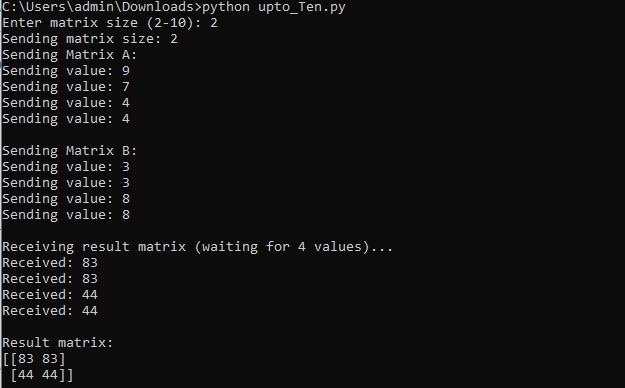 C:\Users\admin\Downloads>python upto_Ten.py
Enter matrix size (2-10): 2
Sending matrix size: 2
Sending Matrix A:
Sending value: 9
Sending value: 7
Sending value: 4
Sending value: 4

Sending Matrix B:
Sending value: 3
Sending value: 3
Sending value: 8
Sending value: 8

Receiving result matrix (waiting for 4 values)...
Received: 83
Received: 83
Received: 44
Received: 44

Result matrix:
[[83 83]
 [44 44]]